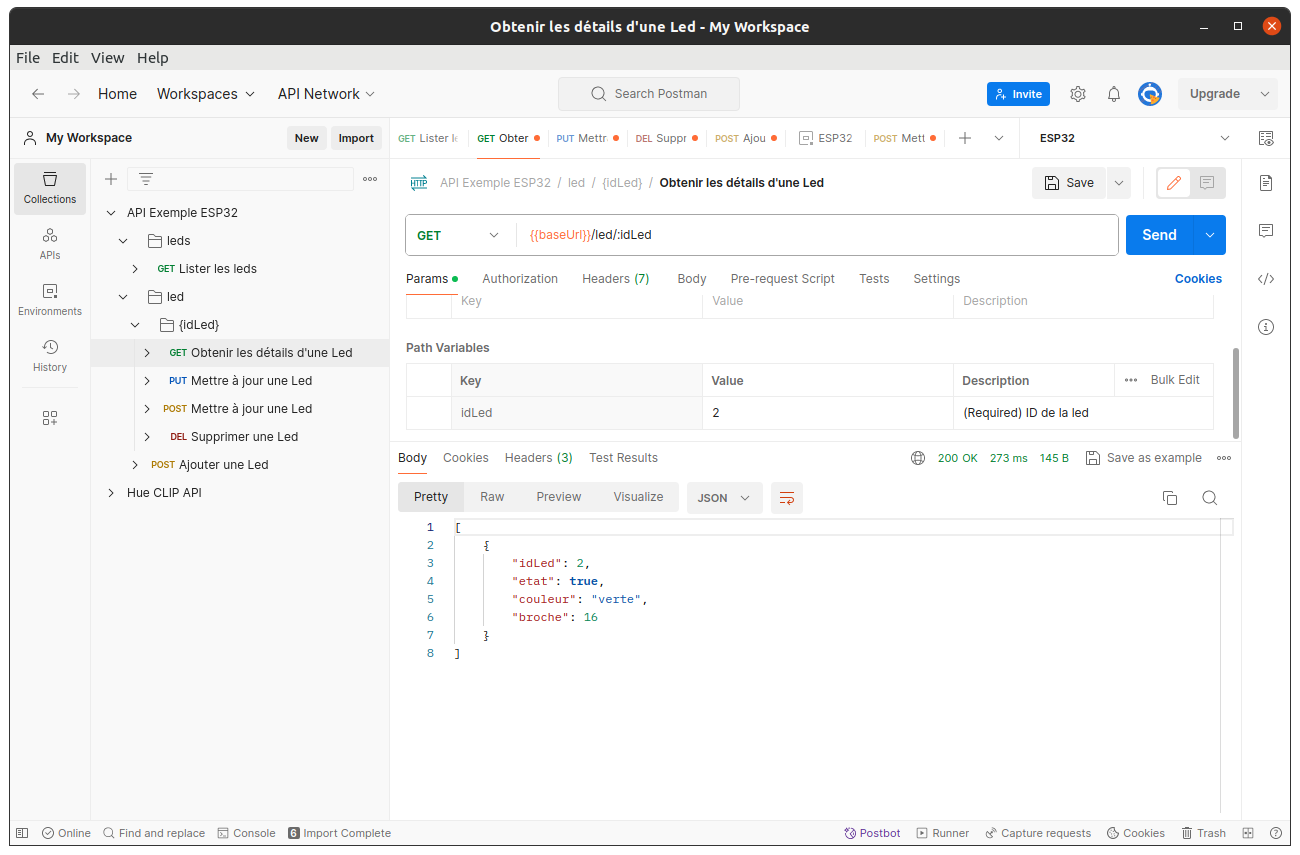 Obtenir les détails d'une Led - My Workspace
File Edit View Help
Home Workspaces API Network Search Postman Invite Upgrade
My Workspace New Import
GET Lister l GET Obter PUT Mettr DEL Suppr POST Ajou ESP32 POST Mett ESP32
Collections
APIs
Environments
History
API Exemple ESP32
leds
GET Lister les leds
led
{idLed}
GET Obtenir les détails d'une Led
PUT Mettre à jour une Led
POST Mettre à jour une Led
DEL Supprimer une Led
POST Ajouter une Led
Hue CLIP API
HTTP API Exemple ESP32 / led / {idLed} / Obtenir les détails d'une Led Save
GET {{baseUrl}}/led/:idLed Send
Params Authorization Headers (7) Body Pre-request Script Tests Settings Cookies
Key Value Description
Path Variables
Key Value Description Bulk Edit
idLed 2 (Required) ID de la led
Body Cookies Headers (3) Test Results 200 OK 273 ms 145 B Save as example
Pretty Raw Preview Visualize JSON
1 [
2 {
3 "idLed": 2,
4 "etat": true,
5 "couleur": "verte",
6 "broche": 16
7 }
8 ]
Online Find and replace Console 6 Import Complete Postbot Runner Capture requests Cookies Trash